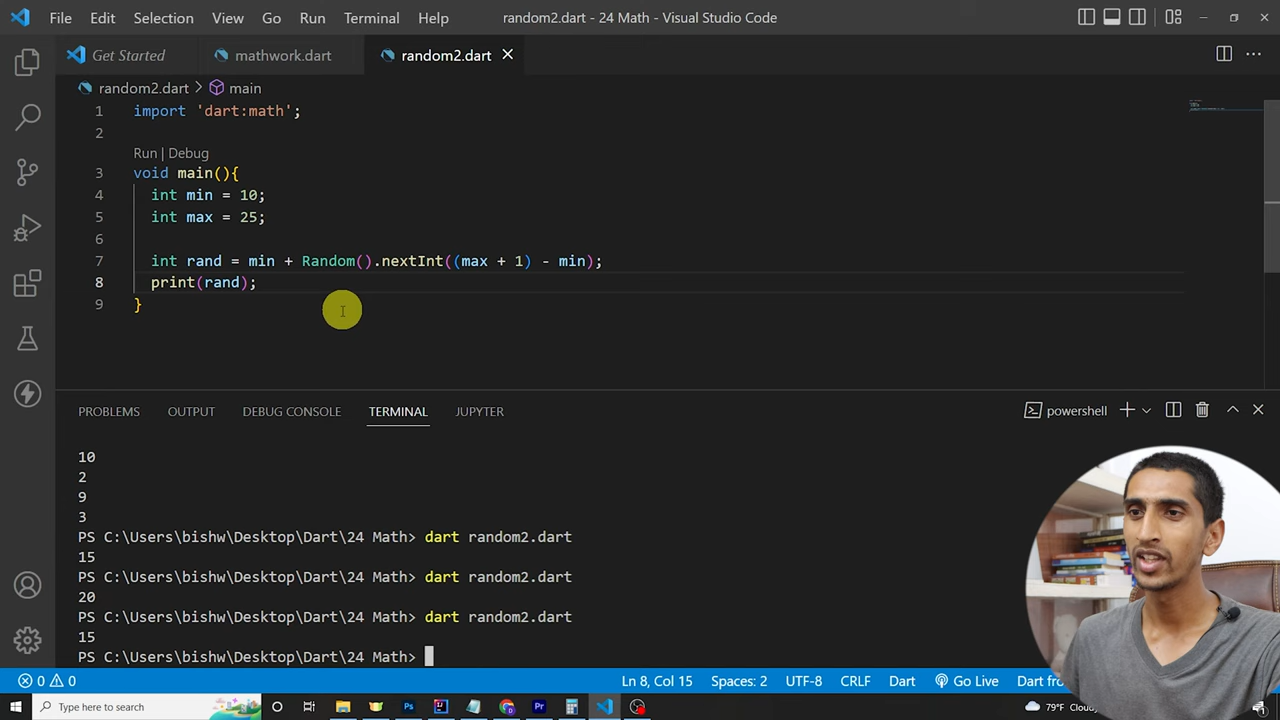 File Edit Selection View Go Run Terminal Help random2.dart - 24 Math - Visual Studio Code
Get Started mathwork.dart random2.dart
random2.dart > main
1 import 'dart:math';
2
Run | Debug
3 void main(){
4 int min = 10;
5 int max = 25;
6
7 int rand = min + Random().nextInt((max + 1) - min);
8 print(rand);
9 }
PROBLEMS OUTPUT DEBUG CONSOLE TERMINAL JUPYTER powershell
10
2
9
3
PS C:\Users\bishw\Desktop\Dart\24 Math> dart random2.dart
15
PS C:\Users\bishw\Desktop\Dart\24 Math> dart random2.dart
20
PS C:\Users\bishw\Desktop\Dart\24 Math> dart random2.dart
15
PS C:\Users\bishw\Desktop\Dart\24 Math>
0 0 Ln 8, Col 15 Spaces: 2 UTF-8 CRLF Dart Go Live Dart
Type here to search 79°F